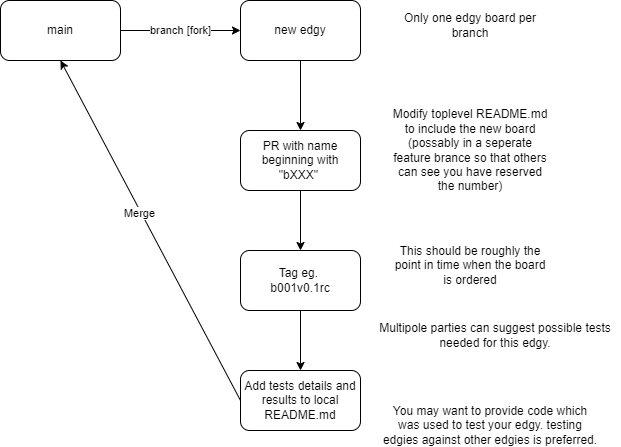 main
branch [fork]
new edgy
Only one edgy board per
branch
PR with name
beginning with
"bXXX"
Modify toplevel README.md
to include the new board
(possably in a seperate
feature brance so that others
can see you have reserved
the number)
Merge
Tag eg.
b001v0.1rc
This should be roughly the
point in time when the board
is ordered
Multipole parties can suggest possible tests
needed for this edgy.
Add tests details and
results to local
README.md
You may want to provide code which
was used to test your edgy. testing
edgies against other edgies is preferred.